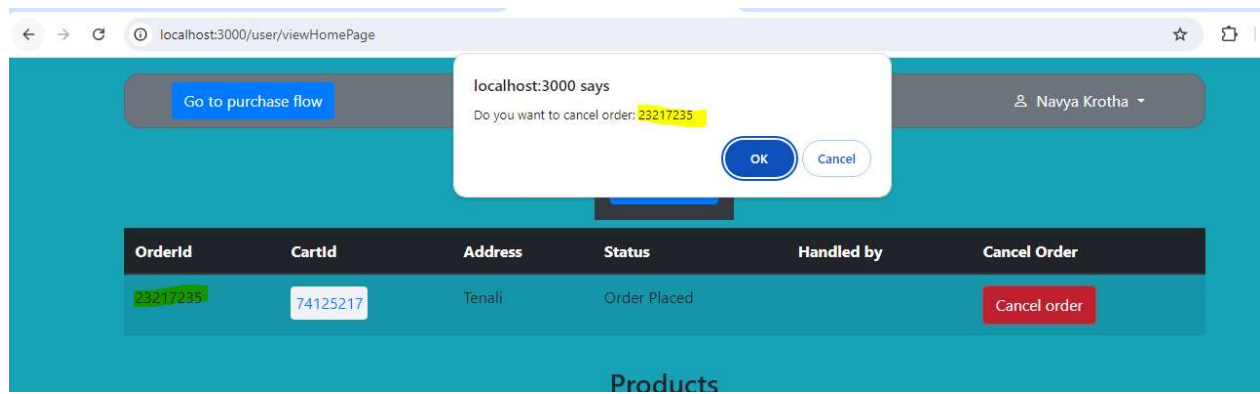 localhost:3000/user/viewHomePage
localhost:3000 says
Do you want to cancel order: 23217235
OK Cancel
Go to purchase flow Navya Krotha
OrderId CartId Address Status Handled by Cancel Order
23217235 74125217 Tenali Order Placed Cancel order
Products